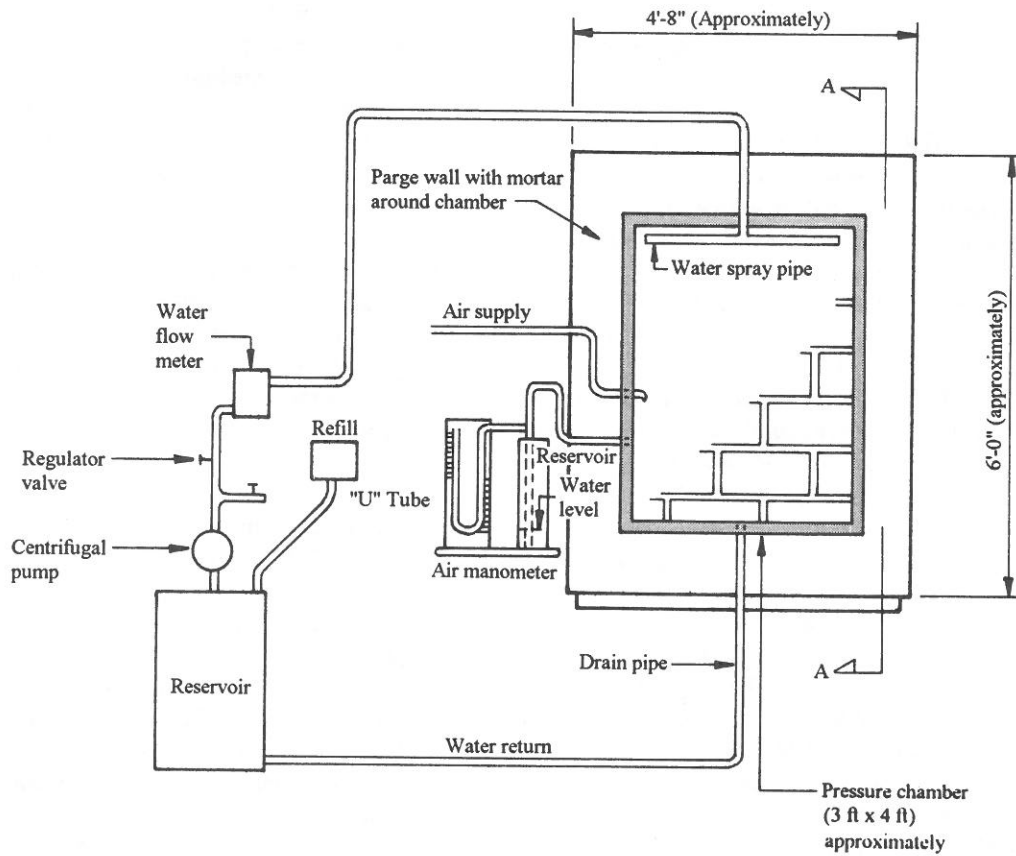 4'-8" (Approximately)
A
Parge wall with mortar
around chamber
Water spray pipe
Air supply
Water
flow
meter
Refill
Reservoir
Regulator
valve
"U" Tube
Water
level
6'-0" (approximately)
Centrifugal
pump
Air manometer
Drain pipe
A
Reservoir
Water return
Pressure chamber
(3 ft x 4 ft)
approximately